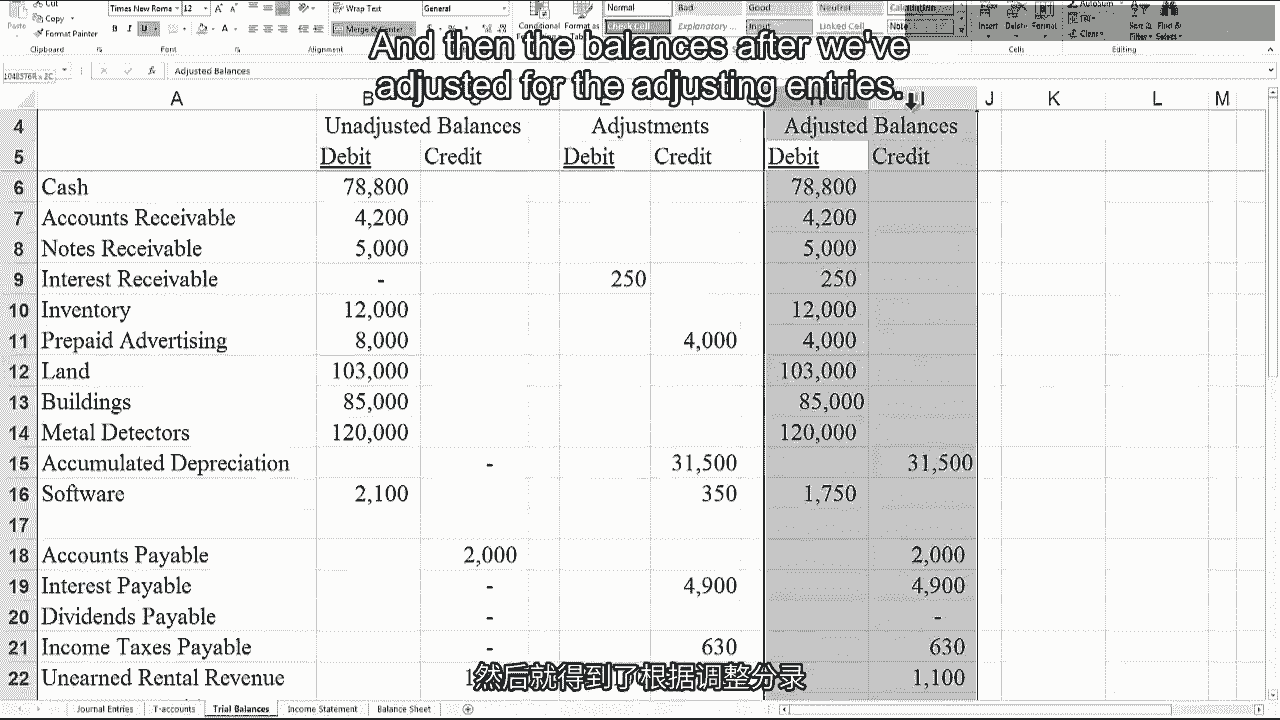 Cut
Copy
Format Painter
Clipboard
Times New Rome
12
B I U
Font
Alignment
Wrap Text
Merge & Center
General
Number
Conditional Format as
Normal Bad Good Neutral Calculation
Check Cell Explanatory ... Input Linked Cell Note
Cells
AutoSum
Fill
Clear
Sort & Find &
Filter Select
Editing
And then the balances after we've
adjusted for the adjusting entries.
1048576R x 2C
fx Adjusted Balances
A B I J K L M
4 Unadjusted Balances Adjustments Adjusted Balances
5 Debit Credit Debit Credit Debit Credit
6 Cash 78,800 78,800
7 Accounts Receivable 4,200 4,200
8 Notes Receivable 5,000 5,000
9 Interest Receivable - 250 250
10 Inventory 12,000 12,000
11 Prepaid Advertising 8,000 4,000 4,000
12 Land 103,000 103,000
13 Buildings 85,000 85,000
14 Metal Detectors 120,000 120,000
15 Accumulated Depreciation - 31,500 31,500
16 Software 2,100 350 1,750
17
18 Accounts Payable 2,000 2,000
19 Interest Payable - 4,900 4,900
20 Dividends Payable - -
21 Income Taxes Payable - 630 630
22 Unearned Rental Revenue 1,100
然后就得到了根据调整分录
Journal Entries T-accounts Trial Balances Income Statement Balance Sheet